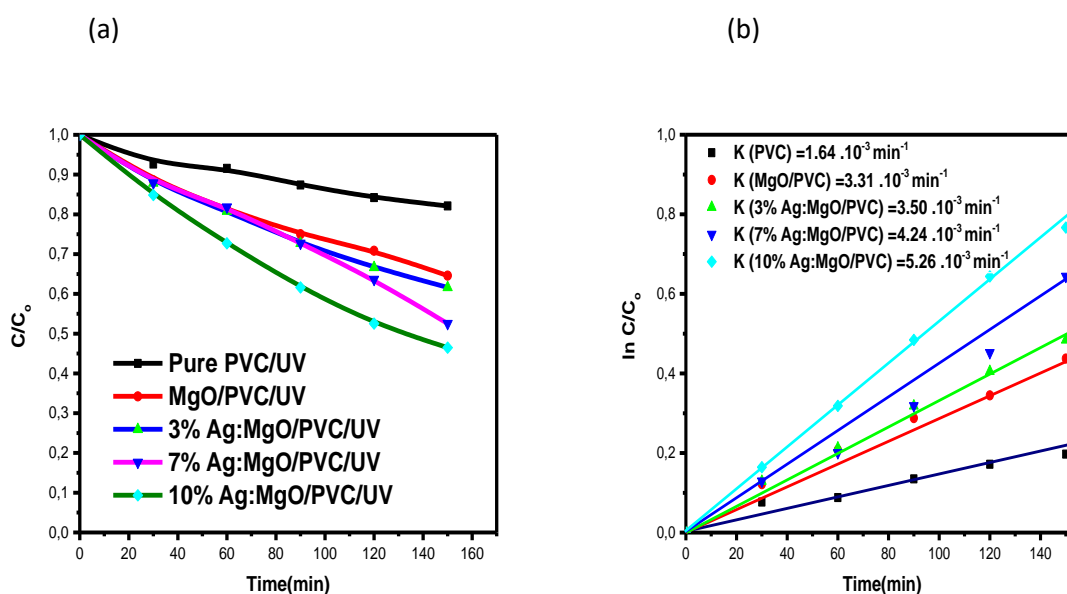 (a)
(b)
1,0
0,9
0,8
0,7
0,6
0,5
0,4
0,3
0,2
0,1
0,0
C/Co
Pure PVC/UV
MgO/PVC/UV
3% Ag:MgO/PVC/UV
7% Ag:MgO/PVC/UV
10% Ag:MgO/PVC/UV
0 20 40 60 80 100 120 140 160
Time(min)
1,0
0,8
0,6
0,4
0,2
0,0
ln C/Co
K (PVC) =1.64 .10-3 min-1
K (MgO/PVC) =3.31 .10-3 min-1
K (3% Ag:MgO/PVC) =3.50 .10-3 min-1
K (7% Ag:MgO/PVC) =4.24 .10-3 min-1
K (10% Ag:MgO/PVC) =5.26 .10-3 min-1
0 20 40 60 80 100 120 140
Time(min)